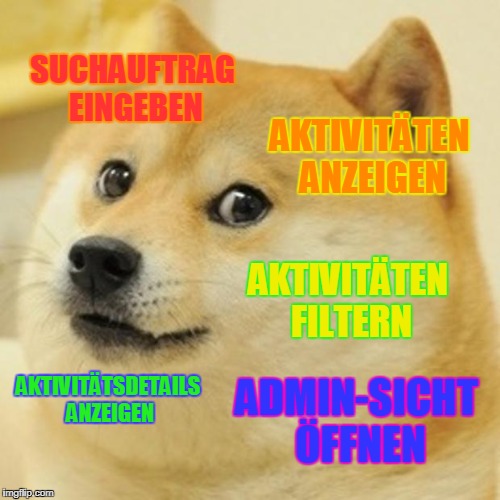 SUCHAUFTRAG
EINGEBEN
AKTIVITÄTEN
ANZEIGEN
AKTIVITÄTEN
FILTERN
AKTIVITÄTSDETAILS
ANZEIGEN
ADMIN-SICHT
ÖFFNEN
imgflip.com